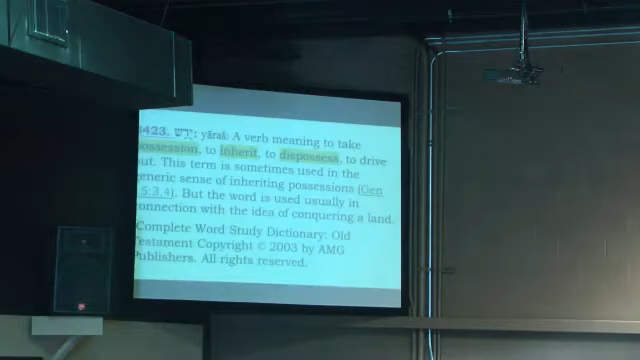 3423. יָרַשׁ: yāraš: A verb meaning to take
possession, to inherit, to dispossess, to drive
out. This term is sometimes used in the
generic sense of inheriting possessions (Gen
15:3,4). But the word is used usually in
connection with the idea of conquering a land.
Complete Word Study Dictionary: Old
Testament Copyright © 2003 by AMG
Publishers. All rights reserved.